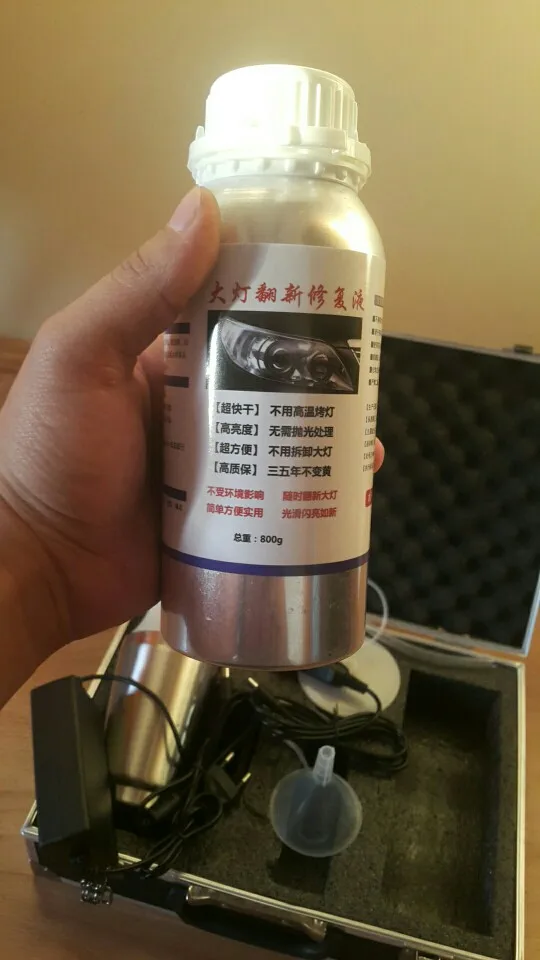 大灯翻新修复液
【超快干】 不用高温烤灯
【高亮度】 无需抛光处理
【超方便】 不用拆卸大灯
【高质保】 三五年不变黄
不受环境影响 随时翻新大灯
简单方便实用 光滑闪亮如新
总重：800g